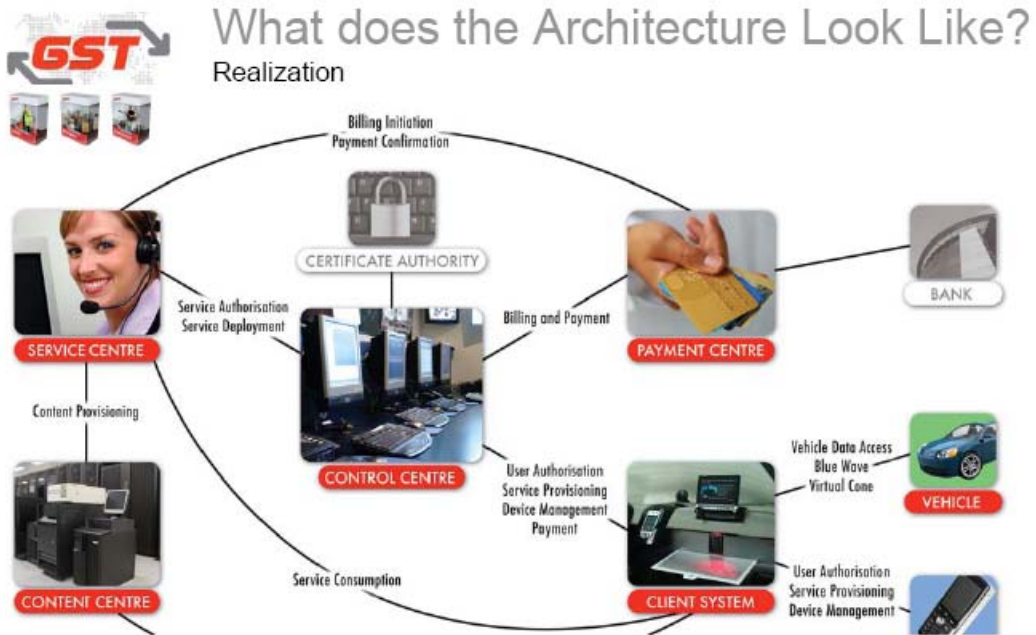 GST
What does the Architecture Look Like?
Realization
Billing Initiation
Payment Confirmation
CERTIFICATE AUTHORITY
BANK
Service Authorisation
Service Deployment
Billing and Payment
SERVICE CENTRE
PAYMENT CENTRE
Content Provisioning
CONTROL CENTRE
User Authorisation
Service Provisioning
Device Management
Payment
Vehicle Data Access
Blue Wave
Virtual Cone
VEHICLE
Service Consumption
User Authorisation
Service Provisioning
Device Management
CONTENT CENTRE
CLIENT SYSTEM